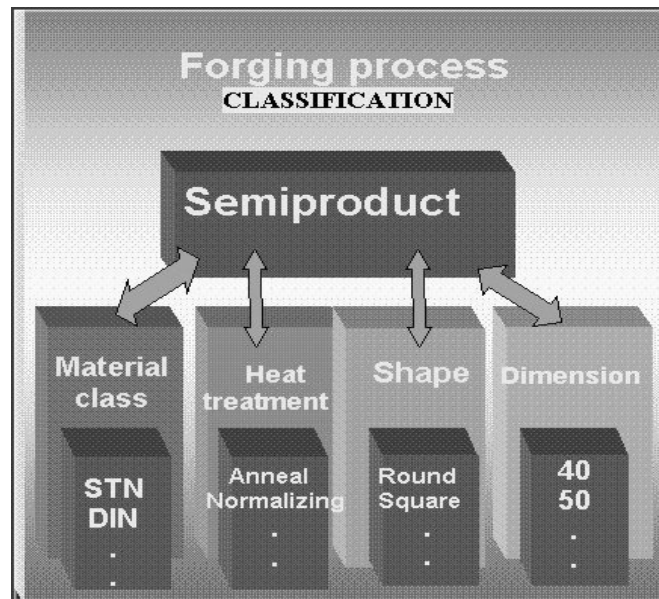 Forging process
CLASSIFICATION
Semiproduct
Material
class
Heat
treatment
Shape
Dimension
STN
DIN
.
.
Anneal
Normalizing
.
.
Round
Square
.
.
40
50
.
.